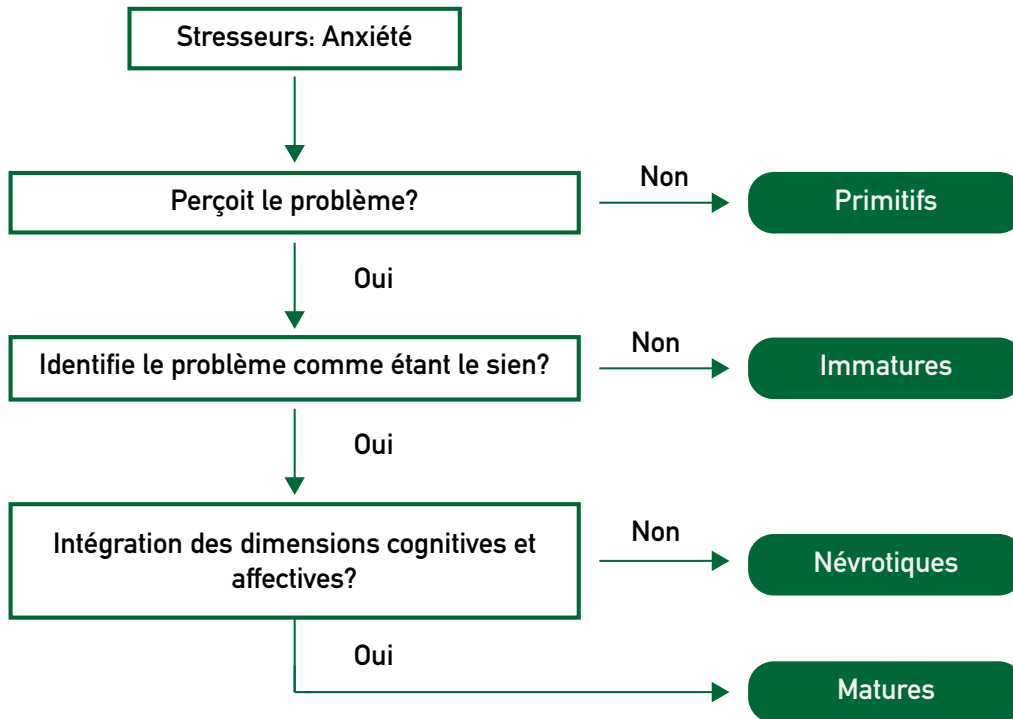 Stresseurs: Anxiété
Perçoit le problème?
Non
Primitifs
Oui
Identifie le problème comme étant le sien?
Non
Immatures
Oui
Intégration des dimensions cognitives et
affectives?
Non
Névrotiques
Oui
Matures